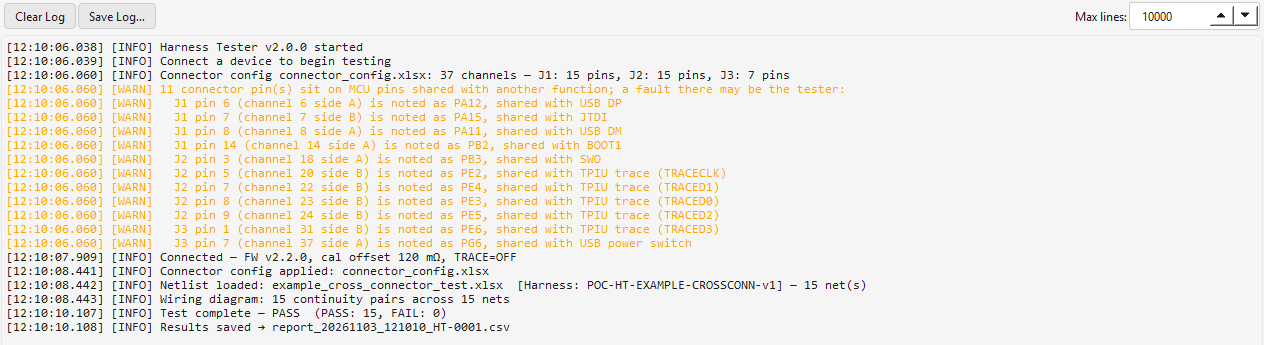 Clear Log Save Log... Max lines: 10000
[12:10:06.038] [INFO] Harness Tester v2.0.0 started
[12:10:06.039] [INFO] Connect a device to begin testing
[12:10:06.060] [INFO] Connector config connector_config.xlsx: 37 channels — J1: 15 pins, J2: 15 pins, J3: 7 pins
[12:10:06.060] [WARN] 11 connector pin(s) sit on MCU pins shared with another function; a fault there may be the tester:
[12:10:06.060] [WARN]   J1 pin 6 (channel 6 side A) is noted as PA12, shared with USB DP
[12:10:06.060] [WARN]   J1 pin 7 (channel 7 side B) is noted as PA15, shared with JTDI
[12:10:06.060] [WARN]   J1 pin 8 (channel 8 side A) is noted as PA11, shared with USB DM
[12:10:06.060] [WARN]   J1 pin 14 (channel 14 side A) is noted as PB2, shared with BOOT1
[12:10:06.060] [WARN]   J2 pin 3 (channel 18 side A) is noted as PB3, shared with SWO
[12:10:06.060] [WARN]   J2 pin 5 (channel 20 side B) is noted as PE2, shared with TPIU trace (TRACECLK)
[12:10:06.060] [WARN]   J2 pin 7 (channel 22 side B) is noted as PE4, shared with TPIU trace (TRACED1)
[12:10:06.060] [WARN]   J2 pin 8 (channel 23 side B) is noted as PE3, shared with TPIU trace (TRACED0)
[12:10:06.060] [WARN]   J2 pin 9 (channel 24 side B) is noted as PE5, shared with TPIU trace (TRACED2)
[12:10:06.060] [WARN]   J3 pin 1 (channel 31 side B) is noted as PE6, shared with TPIU trace (TRACED3)
[12:10:06.060] [WARN]   J3 pin 7 (channel 37 side A) is noted as PG6, shared with USB power switch
[12:10:07.909] [INFO] Connected — FW v2.2.0, cal offset 120 mΩ, TRACE=OFF
[12:10:08.441] [INFO] Connector config applied: connector_config.xlsx
[12:10:08.442] [INFO] Netlist loaded: example_cross_connector_test.xlsx  [Harness: POC-HT-EXAMPLE-CROSSCONN-v1] — 15 net(s)
[12:10:08.443] [INFO] Wiring diagram: 15 continuity pairs across 15 nets
[12:10:10.107] [INFO] Test complete — PASS  (PASS: 15, FAIL: 0)
[12:10:10.108] [INFO] Results saved → report_20261103_121010_HT-0001.csv